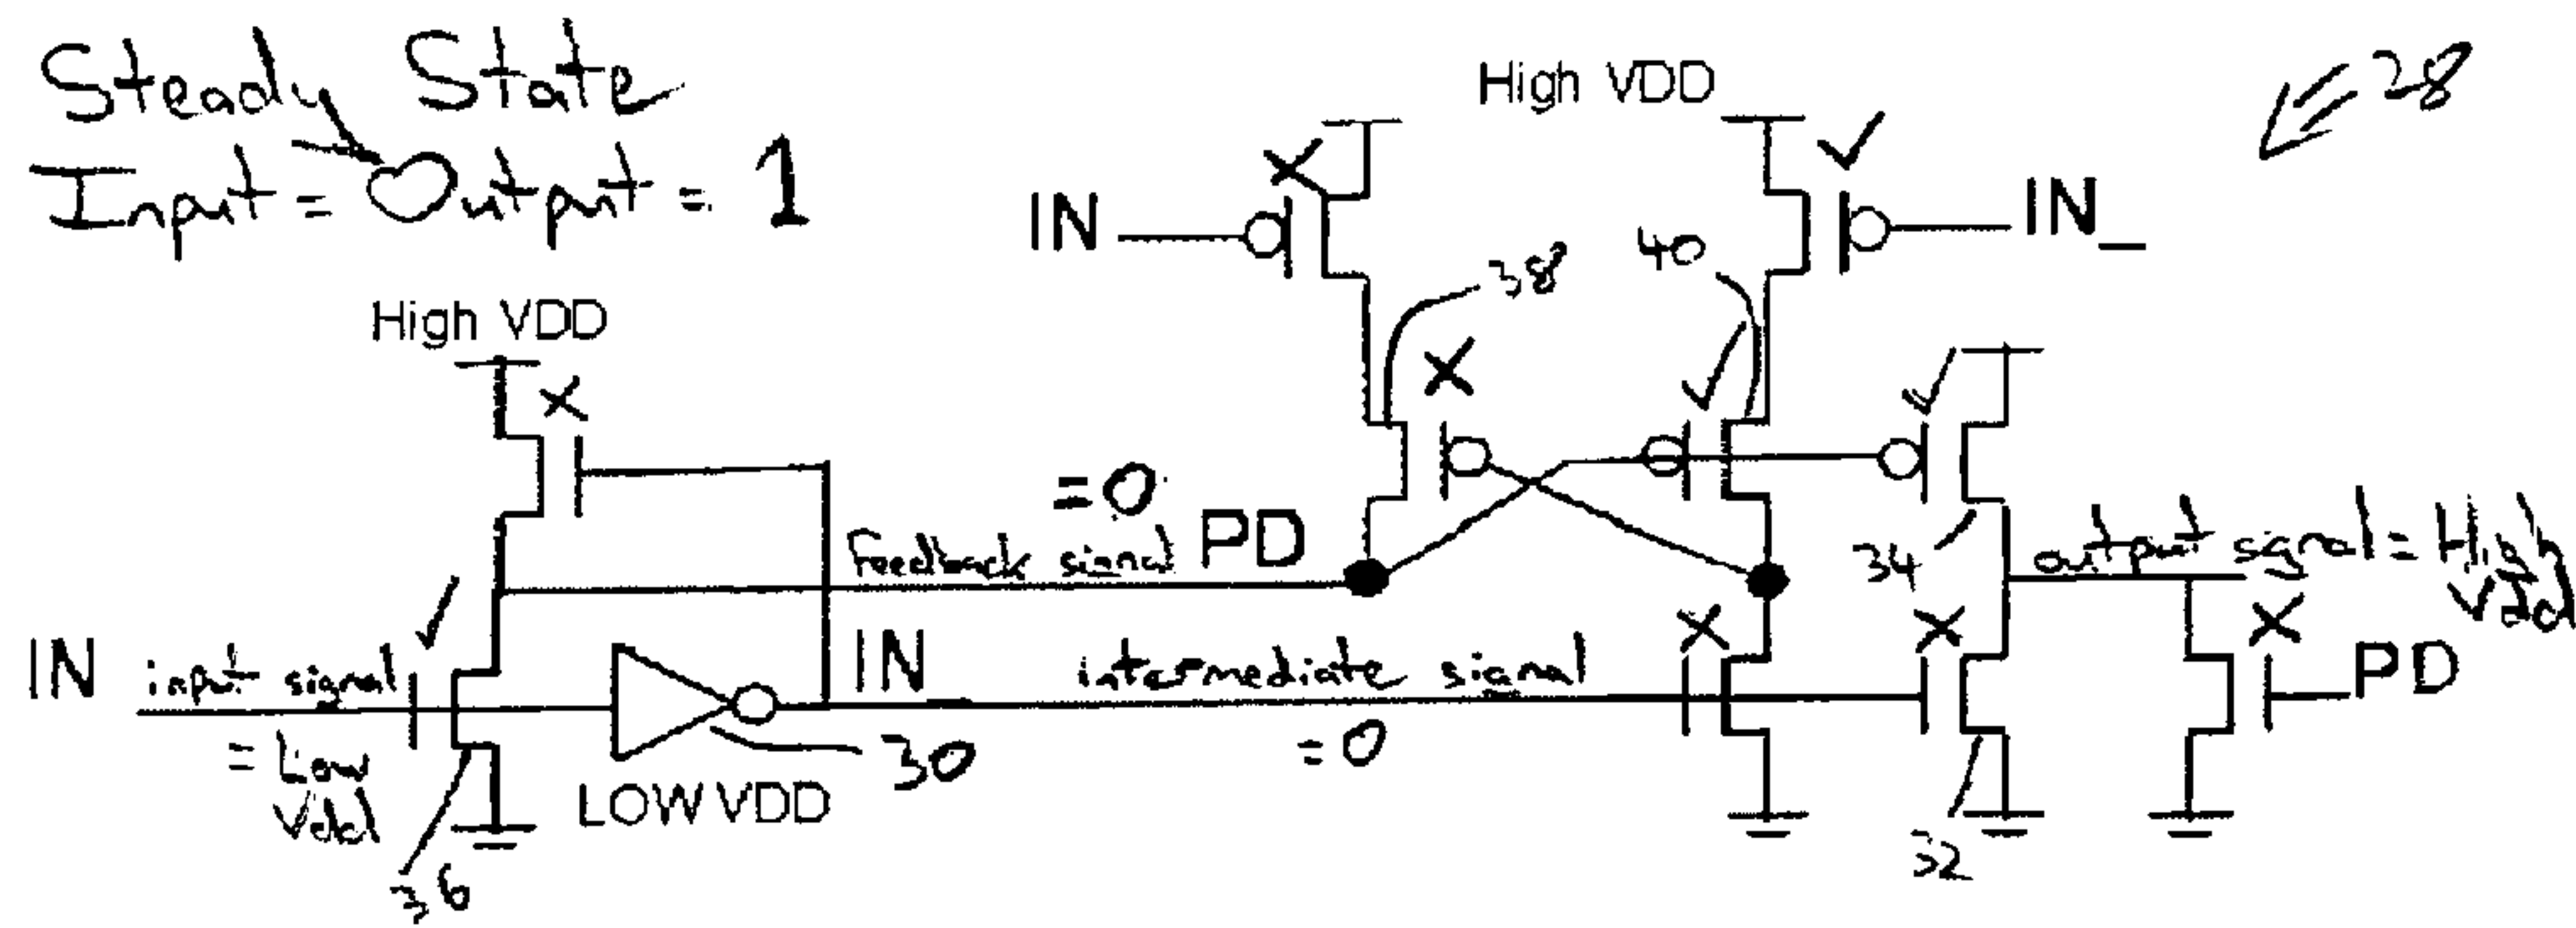 Steady State
Input = Output = 1
High VDD
28
IN
IN_
38
40
High VDD
= 0
feedback signal PD
34
output signal = High Vdd
IN
input signal
= Low Vdd
36
30
LOW VDD
IN_
intermediate signal
= 0
32
PD